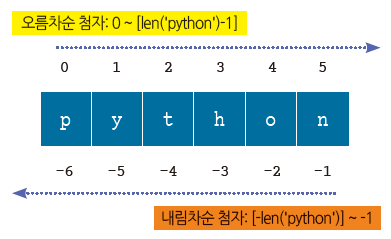 오름차순 첨자: 0 ~ [len('python')-1]
0 1 2 3 4 5
p y t h o n
-6 -5 -4 -3 -2 -1
내림차순 첨자: [-len('python')] ~ -1